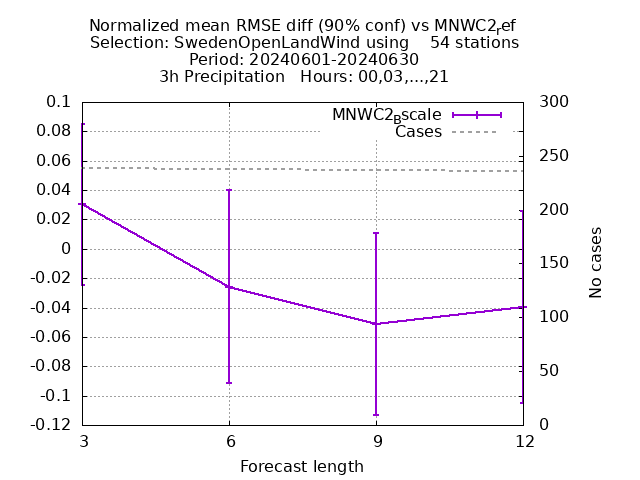 Normalized mean RMSE diff (90% conf) vs MNWC2_ref
Selection: SwedenOpenLandWind using    54 stations
Period: 20240601-20240630
3h Precipitation   Hours: 00,03,...,21
MNWC2_Bscale
Cases
0.1
0.08
0.06
0.04
0.02
0
-0.02
-0.04
-0.06
-0.08
-0.1
-0.12
300
250
200
150
100
50
0
No cases
3
6
9
12
Forecast length